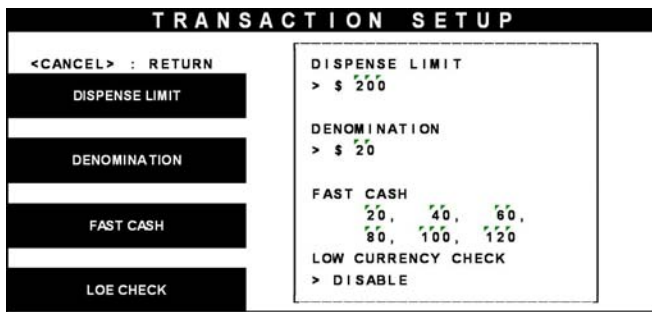 TRANSACTION SETUP
<CANCEL> : RETURN
DISPENSE LIMIT
DENOMINATION
FAST CASH
LOE CHECK
DISPENSE LIMIT
> $ 200
DENOMINATION
> $ 20
FAST CASH
20, 40, 60,
80, 100, 120
LOW CURRENCY CHECK
> DISABLE